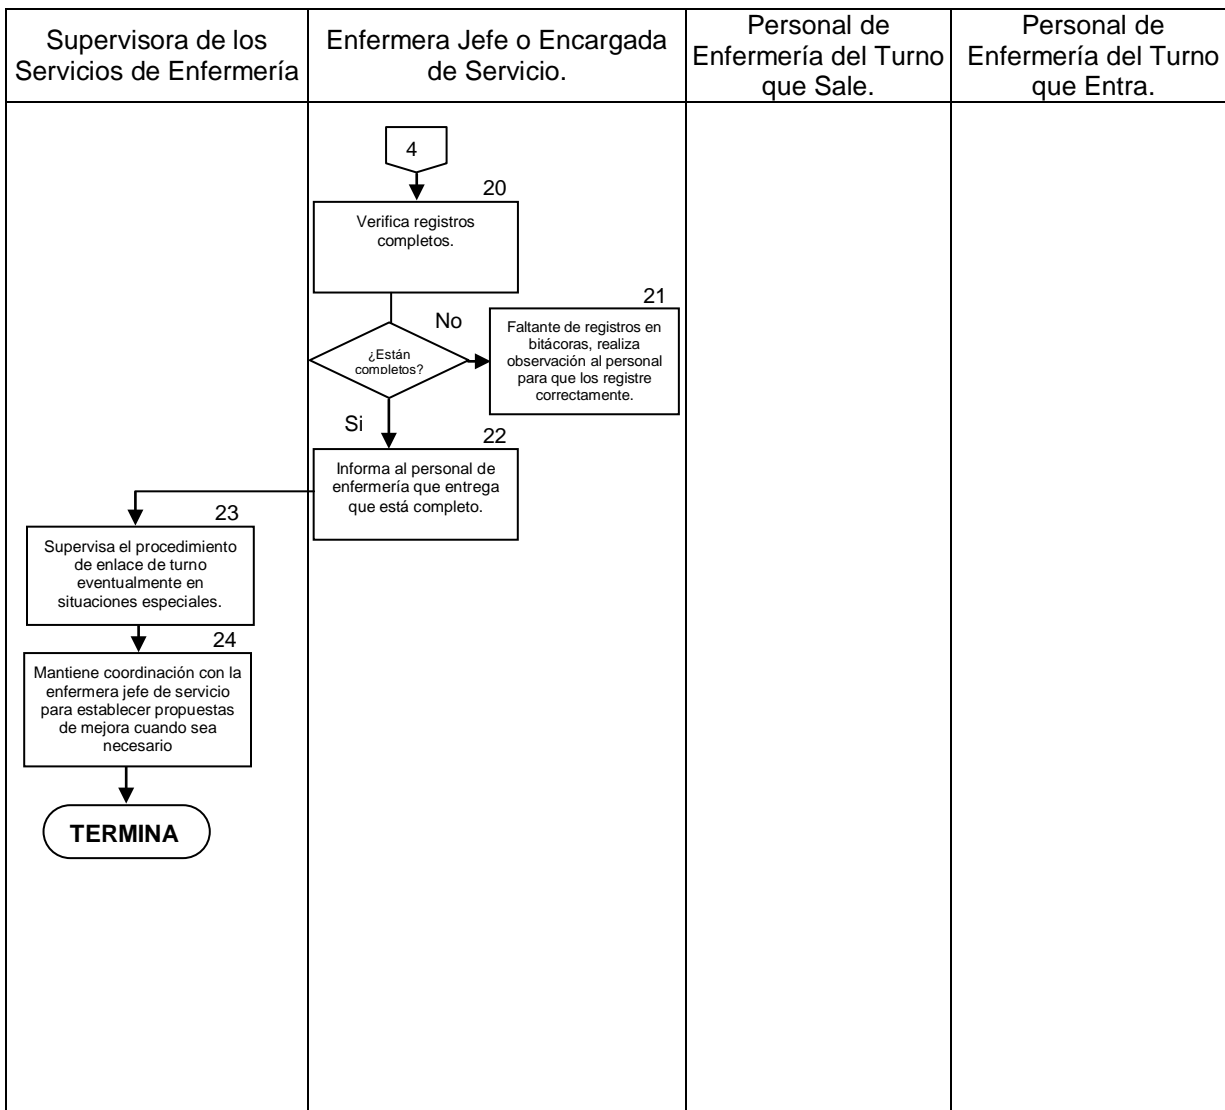 Supervisora de los
Servicios de Enfermería
Enfermera Jefe o Encargada
de Servicio.
Personal de
Enfermería del Turno
que Sale.
Personal de
Enfermería del Turno
que Entra.
4
20
Verifica registros
completos.
21
No
Faltante de registros en
bitácoras, realiza
observación al personal
para que los registre
correctamente.
¿Están
completos?
Si
22
Informa al personal de
enfermería que entrega
que está completo.
23
Supervisa el procedimiento
de enlace de turno
eventualmente en
situaciones especiales.
24
Mantiene coordinación con la
enfermera jefe de servicio
para establecer propuestas
de mejora cuando sea
necesario
TERMINA